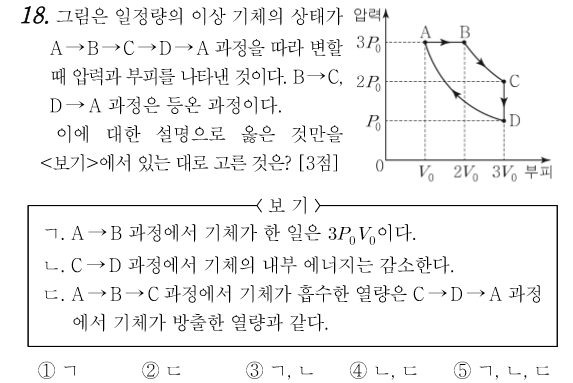 18. 그림은 일정량의 이상 기체의 상태가
A→B→C→D→A 과정을 따라 변할
때 압력과 부피를 나타낸 것이다. B→C,
D→A 과정은 등온 과정이다.
이에 대한 설명으로 옳은 것만을
<보기>에서 있는 대로 고른 것은? [3점]
압력
3P₀
2P₀
P₀
0
A
B
C
D
V₀ 2V₀ 3V₀ 부피
<보 기>
ㄱ. A→B 과정에서 기체가 한 일은 3P₀V₀이다.
ㄴ. C→D 과정에서 기체의 내부 에너지는 감소한다.
ㄷ. A→B→C 과정에서 기체가 흡수한 열량은 C→D→A 과정
에서 기체가 방출한 열량과 같다.
① ㄱ ② ㄷ ③ ㄱ, ㄴ ④ ㄴ, ㄷ ⑤ ㄱ, ㄴ, ㄷ